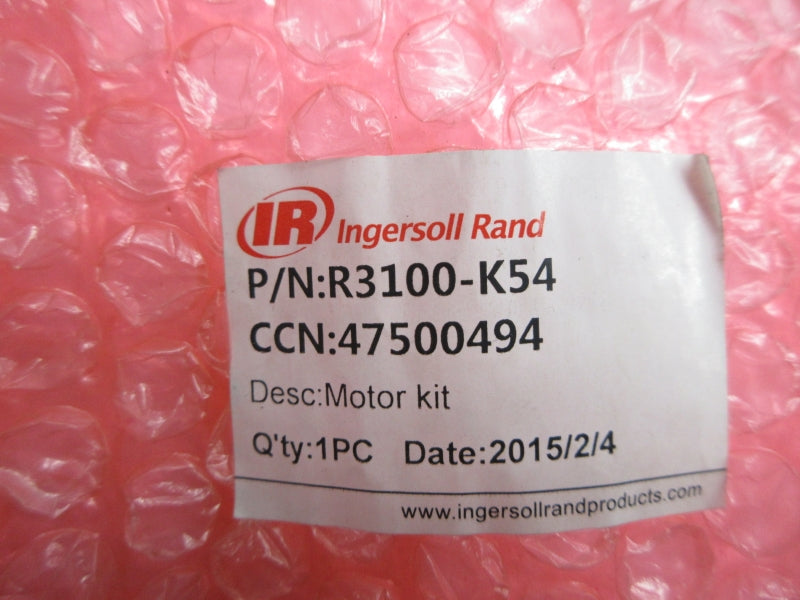 IR Ingersoll Rand
P/N:R3100-K54
CCN:47500494
Desc:Motor kit
Q'ty:1PC Date:2015/2/4
www.ingersollrandproducts.com